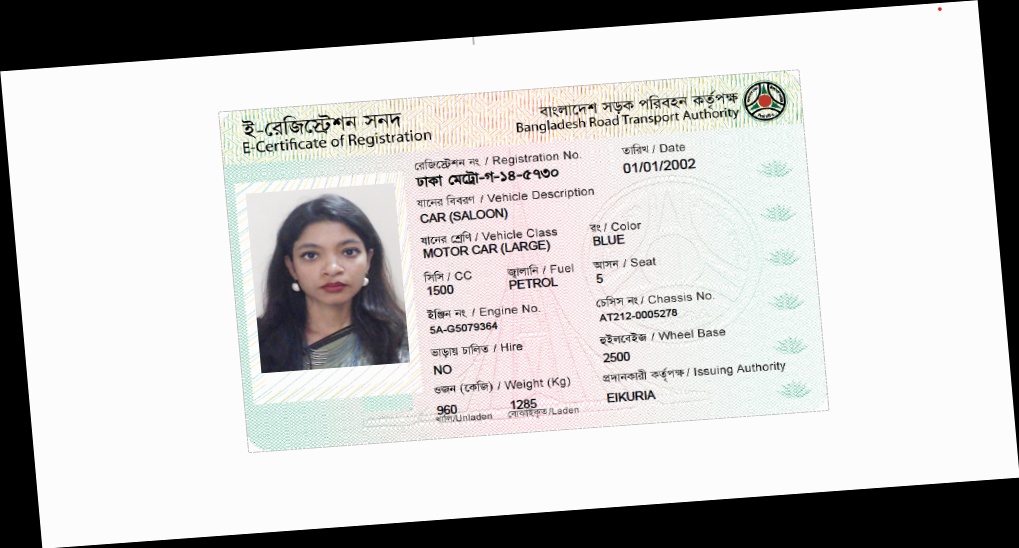 ই-রেজিস্ট্রেশন সনদ
E-Certificate of Registration
বাংলাদেশ সড়ক পরিবহন কর্তৃপক্ষ
Bangladesh Road Transport Authority
রেজিস্ট্রেশন নং / Registration No.
ঢাকা মেট্রো-গ-১৪-৫৭৩০
তারিখ / Date
01/01/2002
যানের বিবরণ / Vehicle Description
CAR (SALOON)
যানের শ্রেণি / Vehicle Class
MOTOR CAR (LARGE)
রং / Color
BLUE
সিসি / CC
1500
জ্বালানি / Fuel
PETROL
আসন / Seat
5
ইঞ্জিন নং / Engine No.
5A-G5079364
চেসিস নং / Chassis No.
AT212-0005278
ভাড়ায় চালিত / Hire
NO
হুইলবেইজ / Wheel Base
2500
ওজন (কেজি) / Weight (Kg)
960
খালি/Unladen
1285
বোঝাইকৃত/Laden
প্রদানকারী কর্তৃপক্ষ / Issuing Authority
EIKURIA